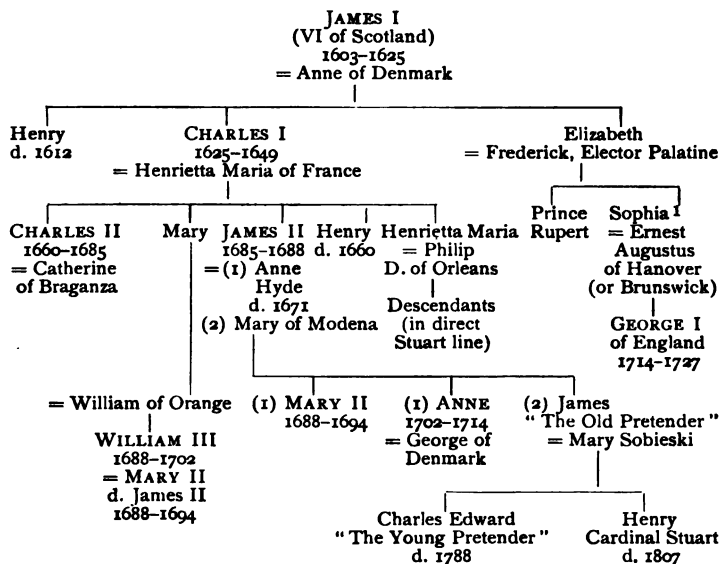 JAMES I
(VI of Scotland)
1603–1625
= Anne of Denmark
Henry
d. 1612
CHARLES I
1625–1649
= Henrietta Maria of France
Elizabeth
= Frederick, Elector Palatine
Prince
Rupert
Sophia 1
= Ernest
Augustus
of Hanover
(or Brunswick)
GEORGE I
of England
1714–1727
CHARLES II
1660–1685
= Catherine
of Braganza
Mary
JAMES II
1685–1688
= (1) Anne
Hyde
d. 1671
(2) Mary of Modena
Henry
d. 1660
Henrietta Maria
= Philip
D. of Orleans
Descendants
(in direct
Stuart line)
= William of Orange
WILLIAM III
1688–1702
= MARY II
d. James II
1688–1694
(1) MARY II
1688–1694
(1) ANNE
1702–1714
= George of
Denmark
(2) James
"The Old Pretender"
= Mary Sobieski
Charles Edward
"The Young Pretender"
d. 1788
Henry
Cardinal Stuart
d. 1807